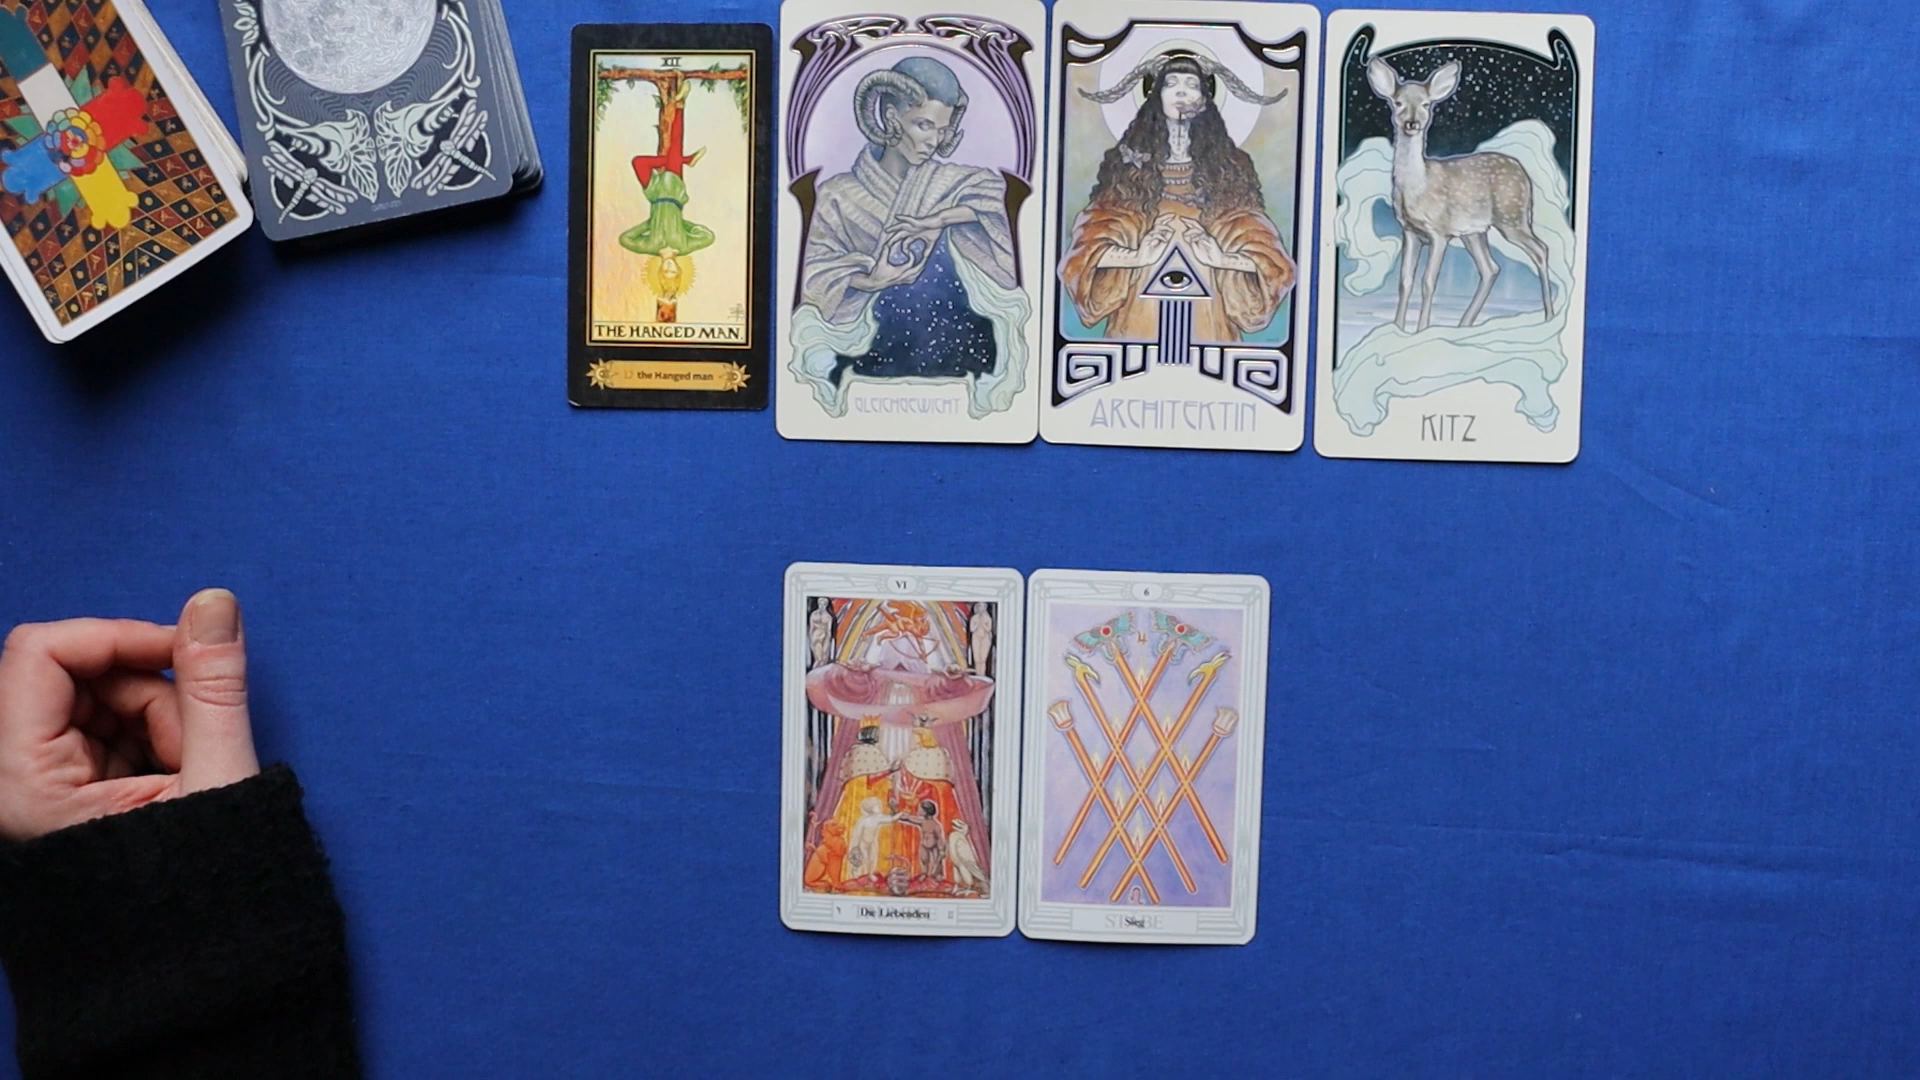 XII
THE HANGED MAN.
12 the Hanged man
GLEICHGEWICHT
ARCHITEKTIN
KITZ
VI
Die Liebenden
6
Sieg